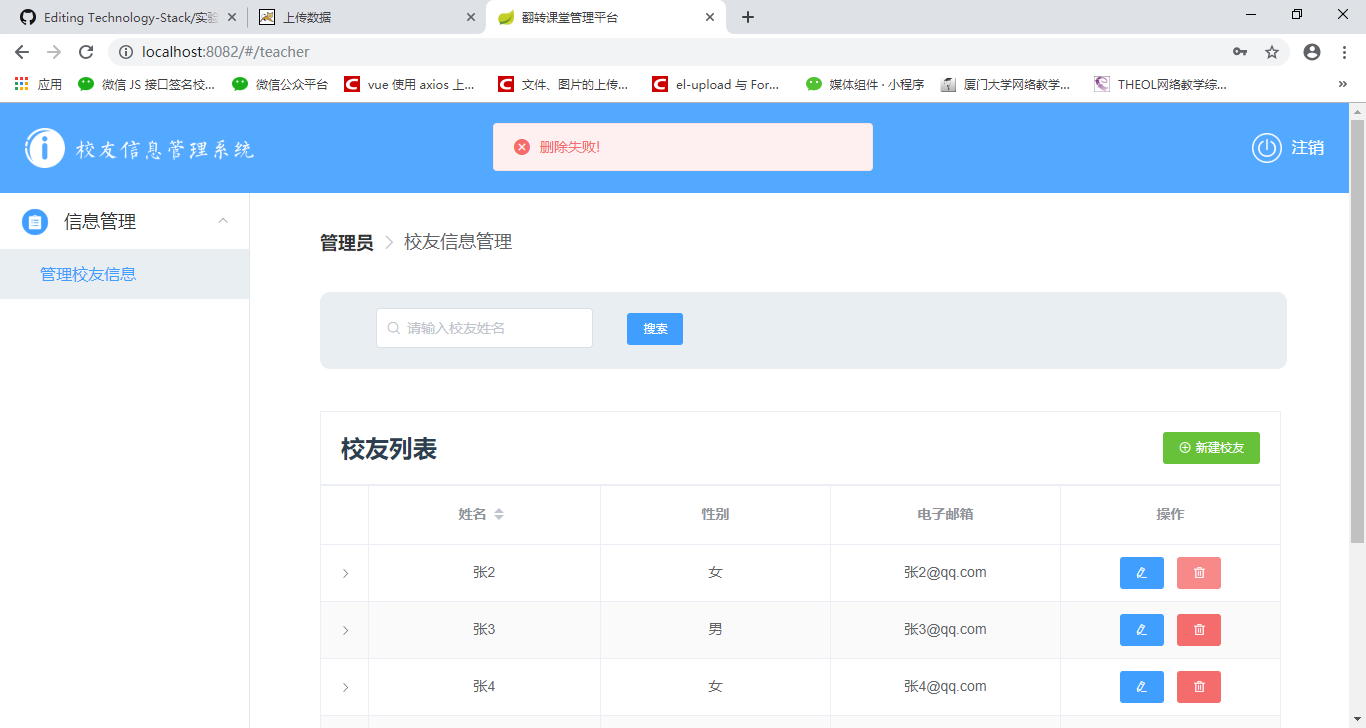 Editing Technology-Stack/实验
上传数据
翻转课堂管理平台
localhost:8082/#/teacher
应用
微信 JS 接口签名校...
微信公众平台
vue 使用 axios 上...
文件、图片的上传...
el-upload 与 For...
媒体组件 · 小程序
厦门大学网络教学...
THEOL网络教学综...
»
校友信息管理系统
删除失败!
注销
信息管理
管理校友信息
管理员 > 校友信息管理
请输入校友姓名
搜索
校友列表
新建校友
姓名 性别 电子邮箱 操作
张2 女 张2@qq.com
张3 男 张3@qq.com
张4 女 张4@qq.com